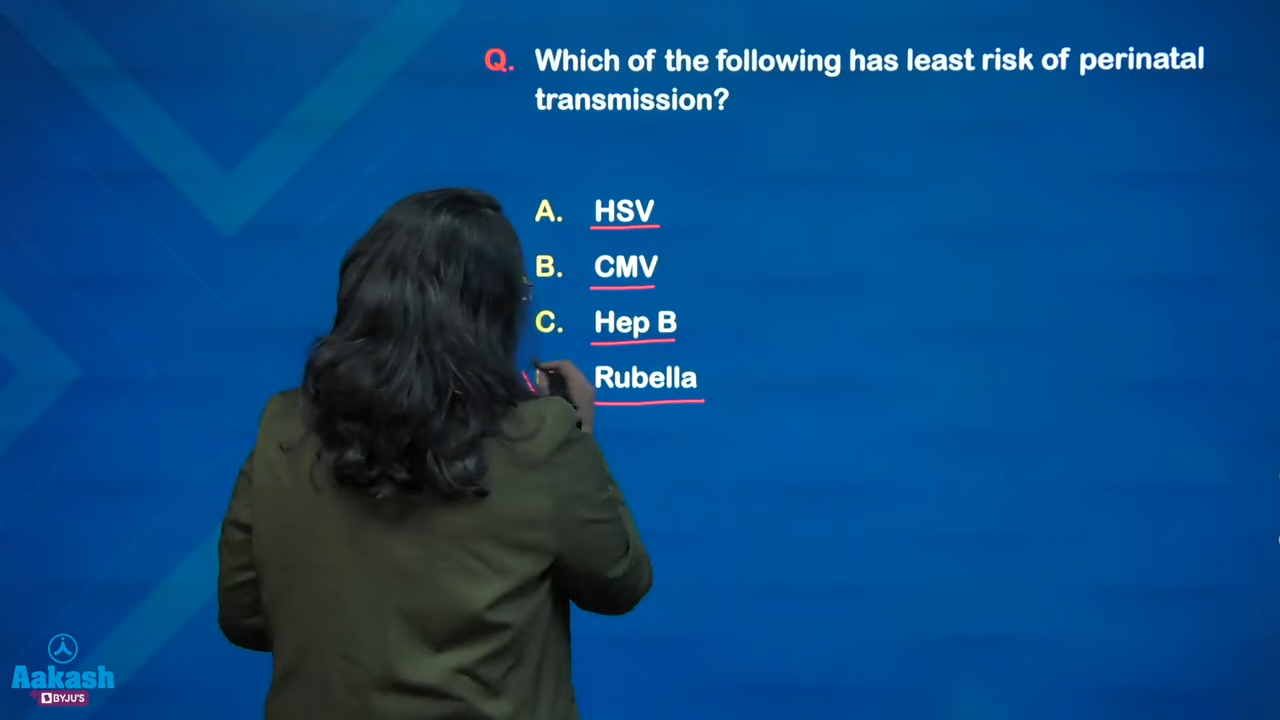 Q. Which of the following has least risk of perinatal
transmission?
A. HSV
B. CMV
C. Hep B
Rubella
Aakash
BYJU'S